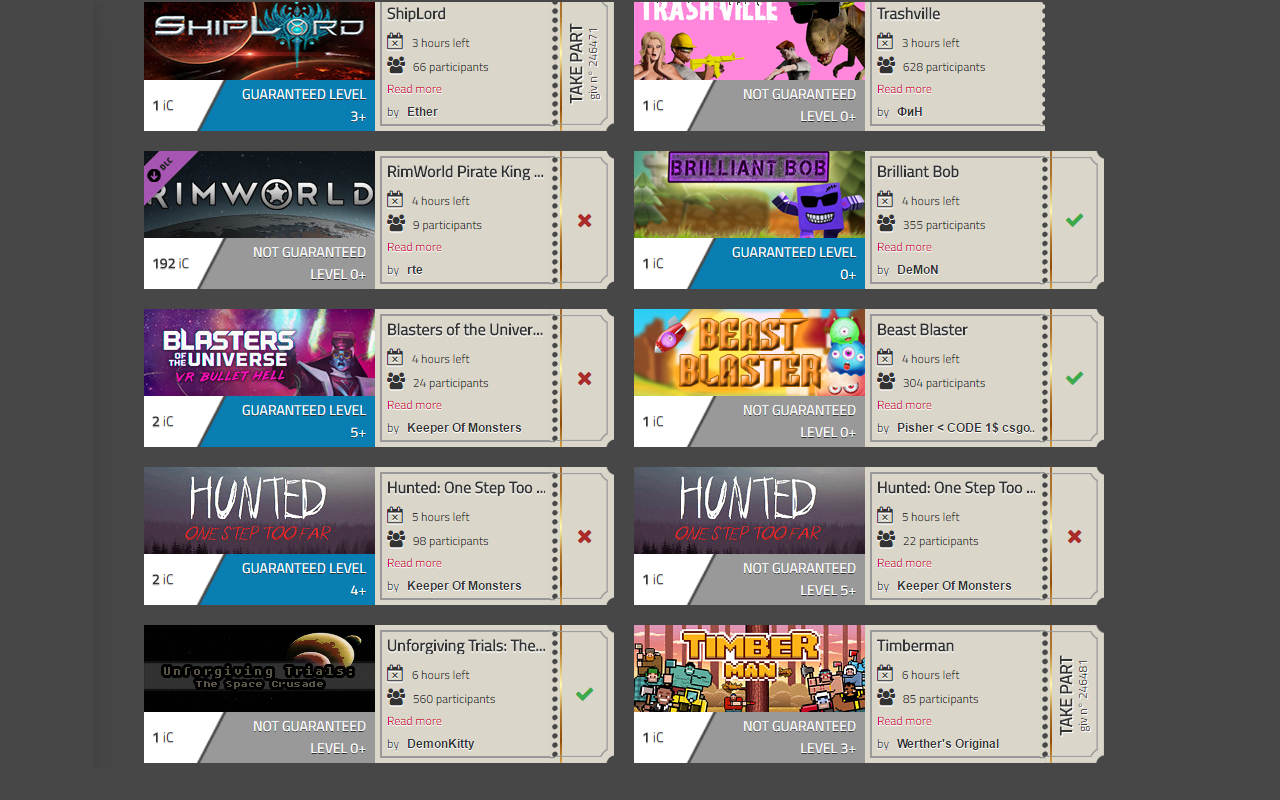 SHIPLORD
1 iC
GUARANTEED LEVEL
3+
ShipLord
3 hours left
66 participants
Read more
by Ether
TAKE PART
giv n° 246471
TRASHVILLE
1 iC
NOT GUARANTEED
LEVEL 0+
Trashville
3 hours left
628 participants
Read more
by ФиН
DLC
RIMWORLD
192 iC
NOT GUARANTEED
LEVEL 0+
RimWorld Pirate King ...
4 hours left
9 participants
Read more
by rte
BRILLIANT BOB
1 iC
GUARANTEED LEVEL
0+
Brilliant Bob
4 hours left
355 participants
Read more
by DeMoN
BLASTERS
OF THE UNIVERSE
VR BULLET HELL
2 iC
GUARANTEED LEVEL
5+
Blasters of the Univer...
4 hours left
24 participants
Read more
by Keeper Of Monsters
BEAST
BLASTER
1 iC
NOT GUARANTEED
LEVEL 0+
Beast Blaster
4 hours left
304 participants
Read more
by Pisher < CODE 1$ csgo..
HUNTED
ONE STEP TOO FAR
2 iC
GUARANTEED LEVEL
4+
Hunted: One Step Too ...
5 hours left
98 participants
Read more
by Keeper Of Monsters
HUNTED
ONE STEP TOO FAR
1 iC
NOT GUARANTEED
LEVEL 5+
Hunted: One Step Too ...
5 hours left
22 participants
Read more
by Keeper Of Monsters
Unforgiving Trials:
The Space Crusade
1 iC
NOT GUARANTEED
LEVEL 0+
Unforgiving Trials: The...
6 hours left
560 participants
Read more
by DemonKitty
TIMBER
MAN
1 iC
NOT GUARANTEED
LEVEL 3+
Timberman
6 hours left
85 participants
Read more
by Werther's Original
TAKE PART
giv n° 246481